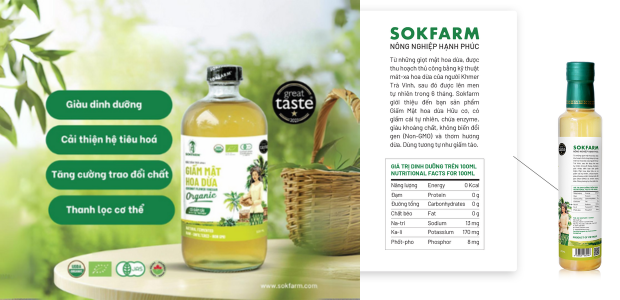 Giàu dinh dưỡng
Cải thiện hệ tiêu hoá
Tăng cường trao đổi chất
Thanh lọc cơ thể
great
taste
GIẤM MẬT
HOA DỪA
Organic
www.sokfarm.com
SOKFARM
NÔNG NGHIỆP HẠNH PHÚC
Từ những giọt mật hoa dừa, được
thu hoạch thủ công bằng kỹ thuật
mát-xa hoa dừa của người Khmer
Trà Vinh, sau đó được lên men
tự nhiên trong 6 tháng. Sokfarm
giới thiệu đến bạn sản phẩm
Giấm Mật hoa dừa Hữu cơ, có
giấm cái tự nhiên, chứa enzyme,
giàu khoáng chất, không biến đổi
gen (Non-GMO) và thơm hương
dừa. Dùng tương tự như giấm táo.
GIÁ TRỊ DINH DƯỠNG TRÊN 100ML
NUTRITIONAL FACTS FOR 100ML
Năng lượng Energy 0 Kcal
Đạm Protein 0 g
Đường tổng Carbonhydrates 0 g
Chất béo Fat 0 g
Na-tri Sodium 13 mg
Ka-li Potassium 170 mg
Phốt-pho Phosphor 8 mg
SOKFARM